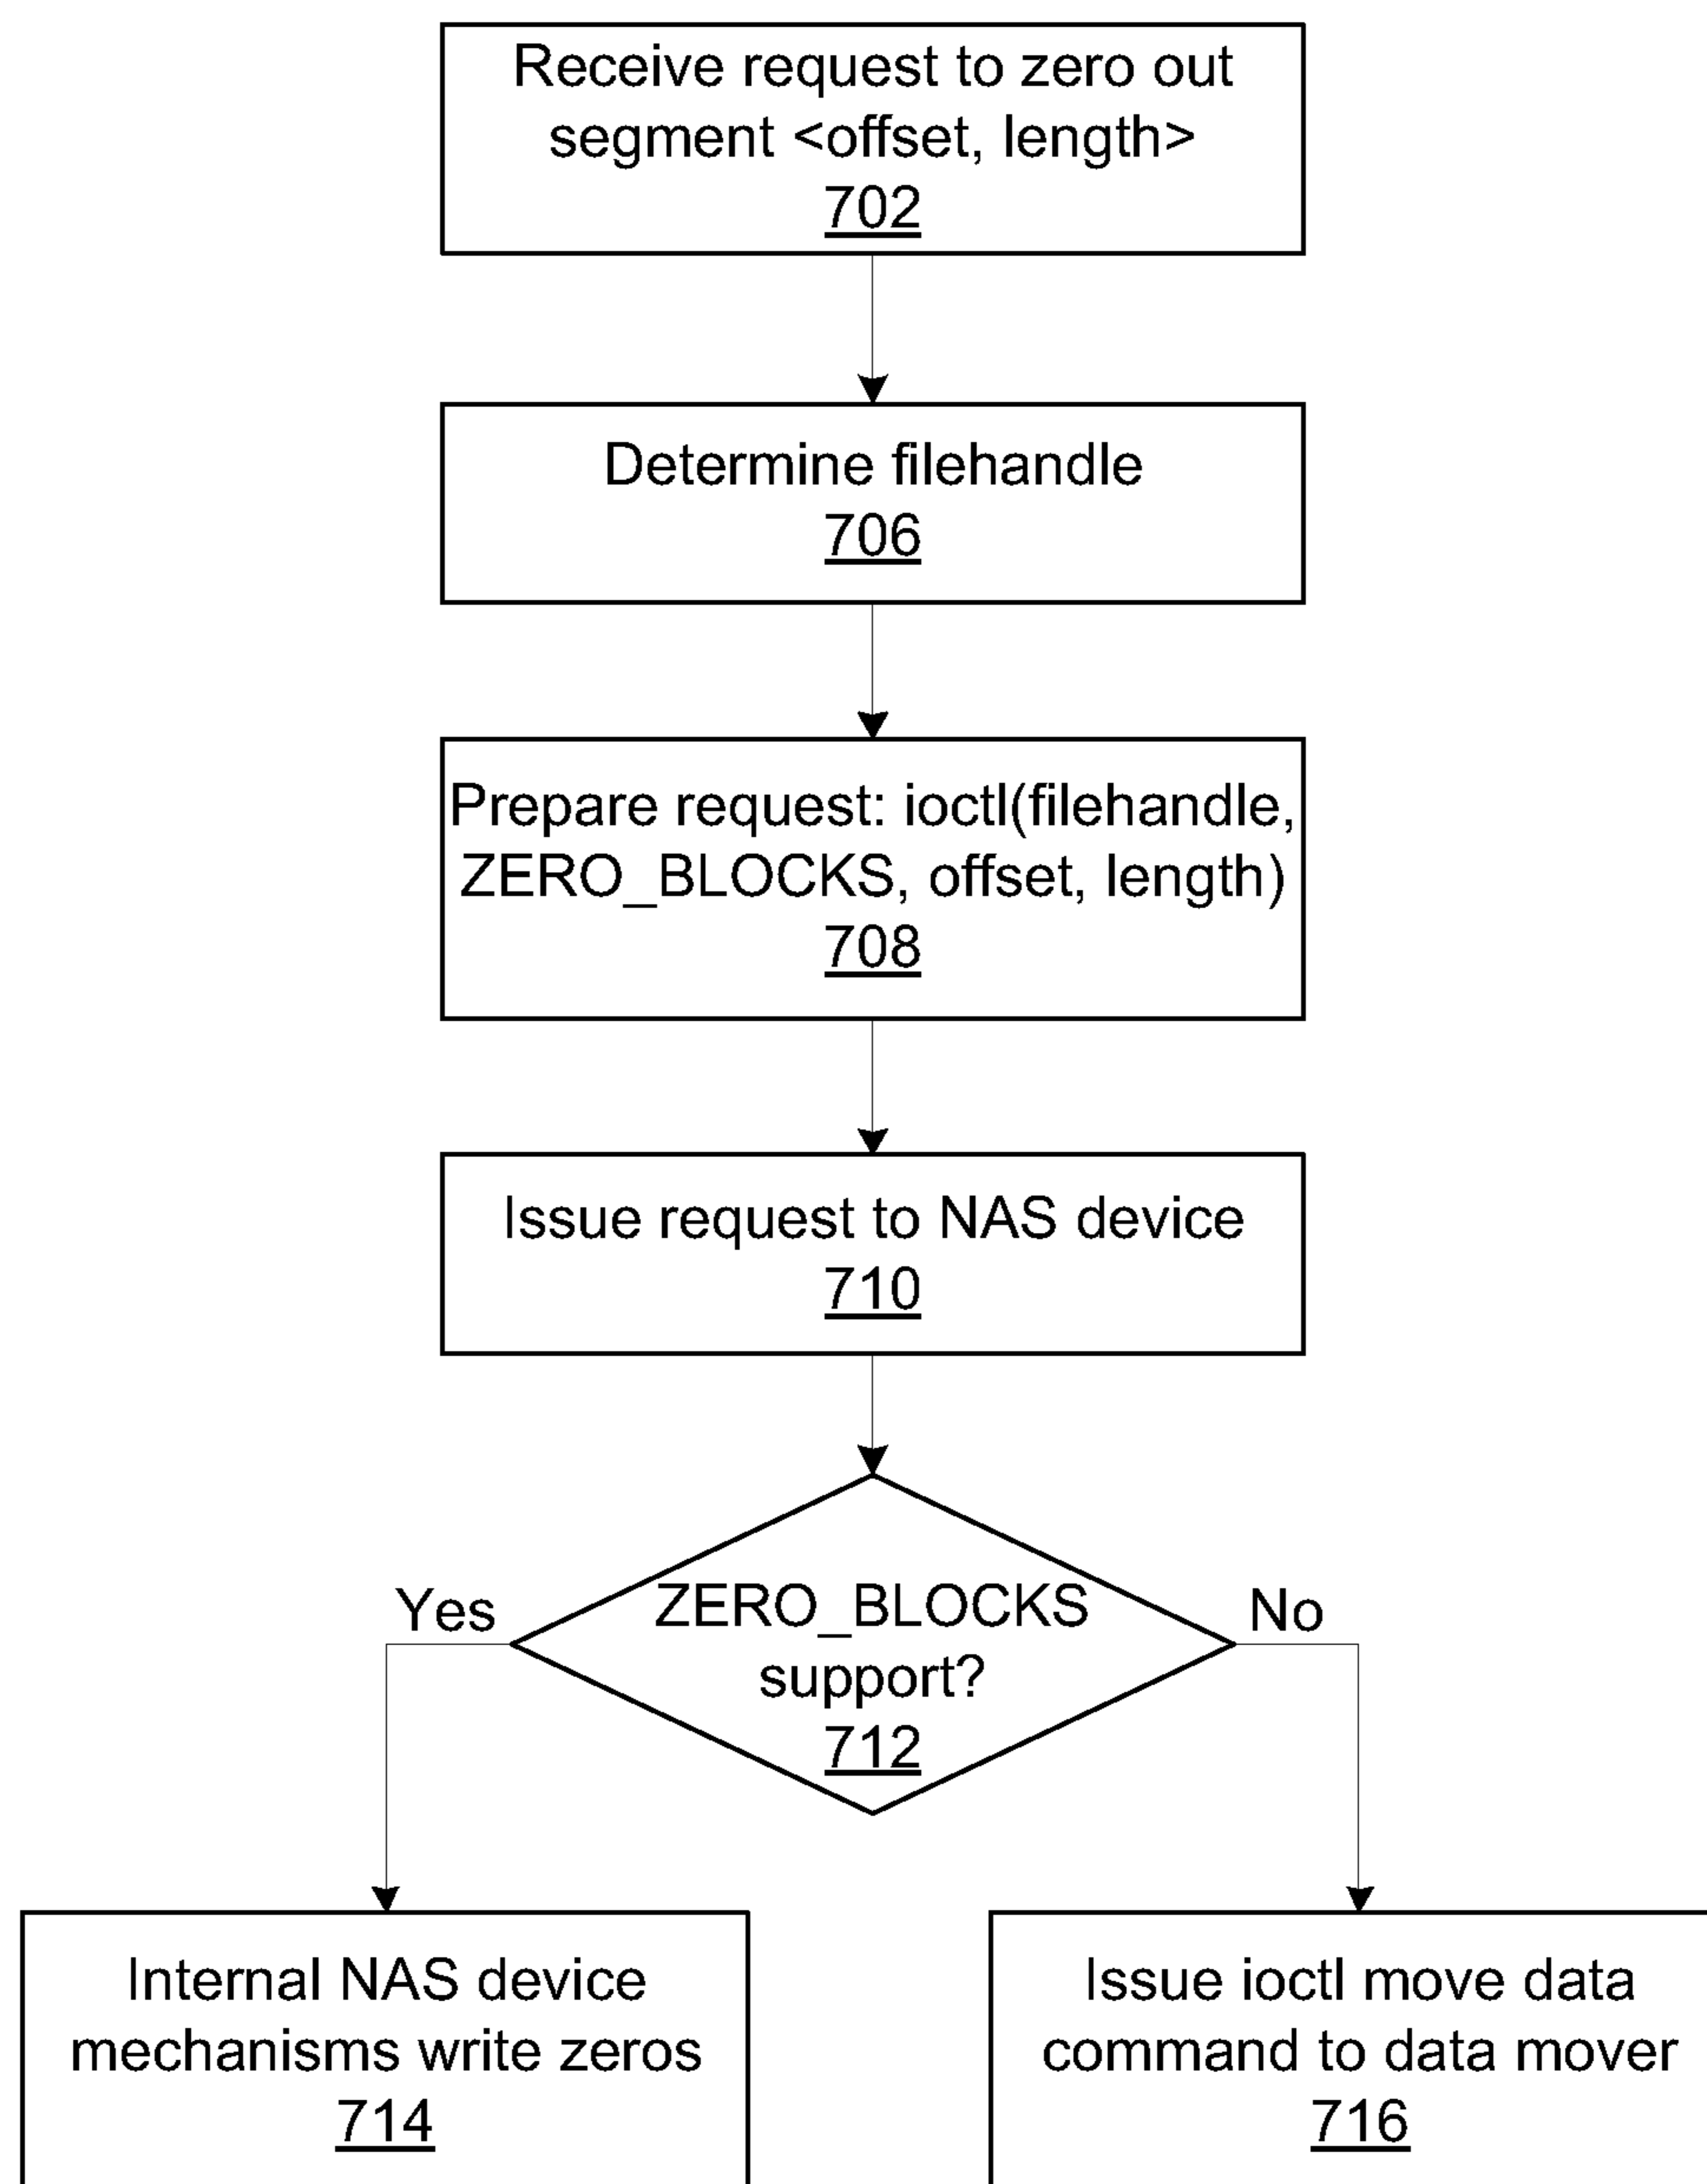 Receive request to zero out
segment <offset, length>
702
Determine filehandle
706
Prepare request: ioctl(filehandle,
ZERO_BLOCKS, offset, length)
708
Issue request to NAS device
710
ZERO_BLOCKS
support?
712
Yes
No
Internal NAS device
mechanisms write zeros
714
Issue ioctl move data
command to data mover
716